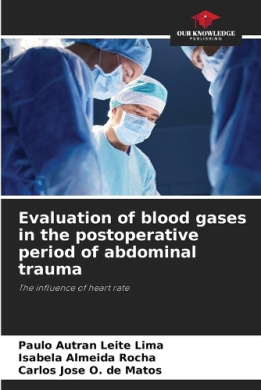 OUR KNOWLEDGE
PUBLISHING
Evaluation of blood gases
in the postoperative
period of abdominal
trauma
The influence of heart rate
Paulo Autran Leite Lima
Isabela Almeida Rocha
Carlos Jose O. de Matos